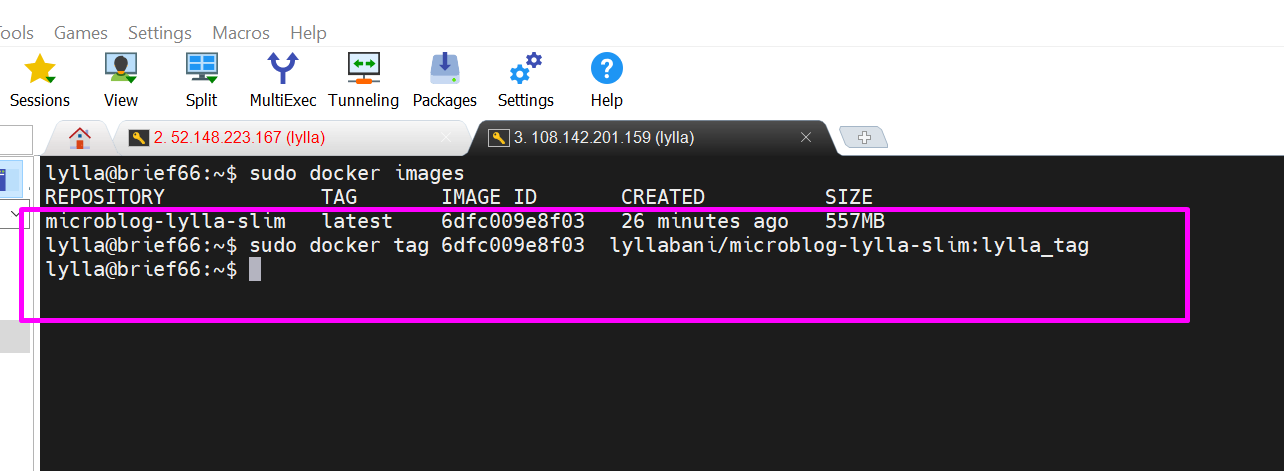 Tools Games Settings Macros Help
Sessions View Split MultiExec Tunneling Packages Settings Help
2. 52.148.223.167 (lylla) 3. 108.142.201.159 (lylla)
lylla@brief66:~$ sudo docker images
REPOSITORY TAG IMAGE ID CREATED SIZE
microblog-lylla-slim latest 6dfc009e8f03 26 minutes ago 557MB
lylla@brief66:~$ sudo docker tag 6dfc009e8f03 lyllabani/microblog-lylla-slim:lylla_tag
lylla@brief66:~$